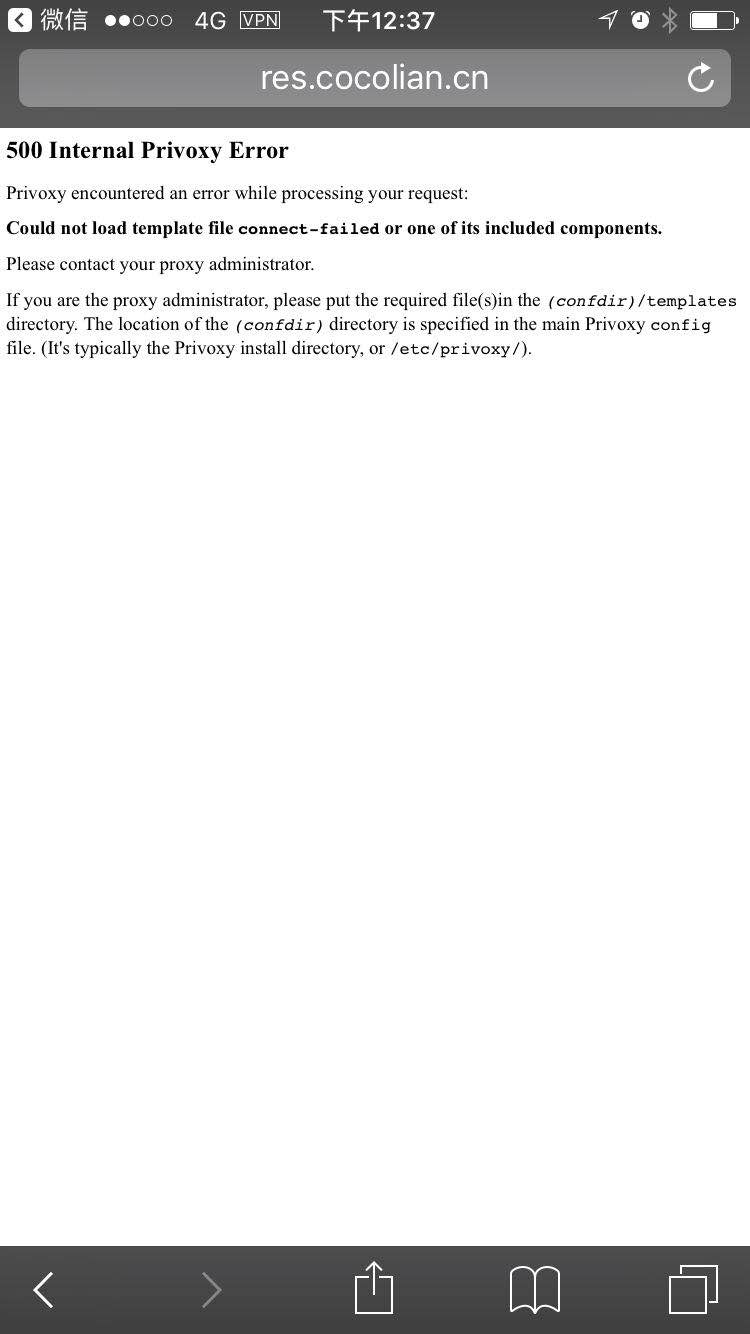 微信 4G VPN 下午12:37
res.cocolian.cn
500 Internal Privoxy Error
Privoxy encountered an error while processing your request:
Could not load template file connect-failed or one of its included components.
Please contact your proxy administrator.
If you are the proxy administrator, please put the required file(s)in the (confdir)/templates
directory. The location of the (confdir) directory is specified in the main Privoxy config
file. (It's typically the Privoxy install directory, or /etc/privoxy/).